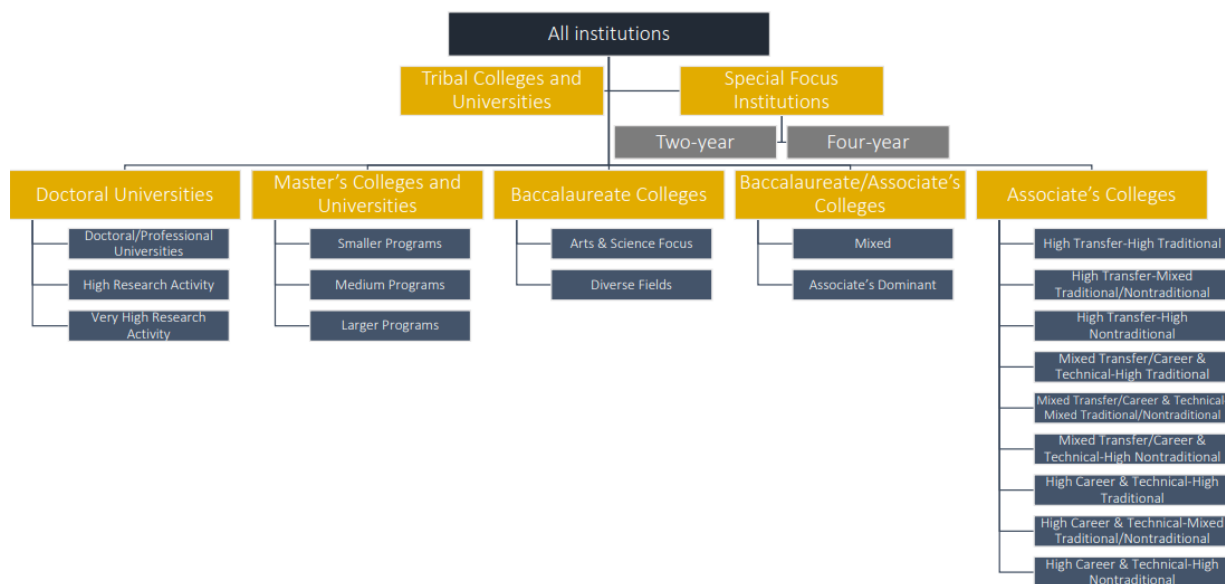 All institutions
Tribal Colleges and
Universities
Special Focus
Institutions
Two-year
Four-year
Doctoral Universities
Doctoral/Professional
Universities
High Research Activity
Very High Research
Activity
Master's Colleges and
Universities
Smaller Programs
Medium Programs
Larger Programs
Baccalaureate Colleges
Arts & Science Focus
Diverse Fields
Baccalaureate/Associate's
Colleges
Mixed
Associate's Dominant
Associate's Colleges
High Transfer-High Traditional
High Transfer-Mixed
Traditional/Nontraditional
High Transfer-High
Nontraditional
Mixed Transfer/Career &
Technical-High Traditional
Mixed Transfer/Career & Technical-
Mixed Traditional/Nontraditional
Mixed Transfer/Career &
Technical-High Nontraditional
High Career & Technical-High
Traditional
High Career & Technical-Mixed
Traditional/Nontraditional
High Career & Technical-High
Nontraditional